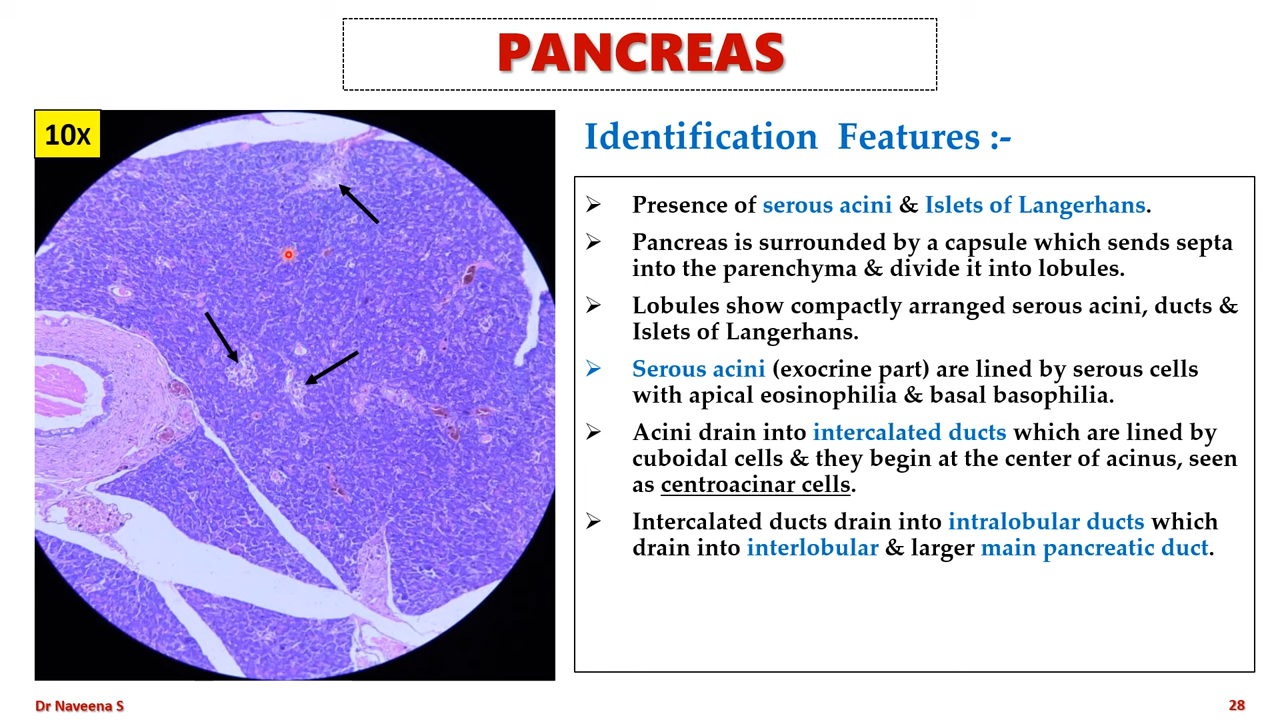 PANCREAS
10x
Identification Features :-
➢ Presence of serous acini & Islets of Langerhans.
➢ Pancreas is surrounded by a capsule which sends septa
into the parenchyma & divide it into lobules.
➢ Lobules show compactly arranged serous acini, ducts &
Islets of Langerhans.
➢ Serous acini (exocrine part) are lined by serous cells
with apical eosinophilia & basal basophilia.
➢ Acini drain into intercalated ducts which are lined by
cuboidal cells & they begin at the center of acinus, seen
as centroacinar cells.
➢ Intercalated ducts drain into intralobular ducts which
drain into interlobular & larger main pancreatic duct.
Dr Naveena S
28